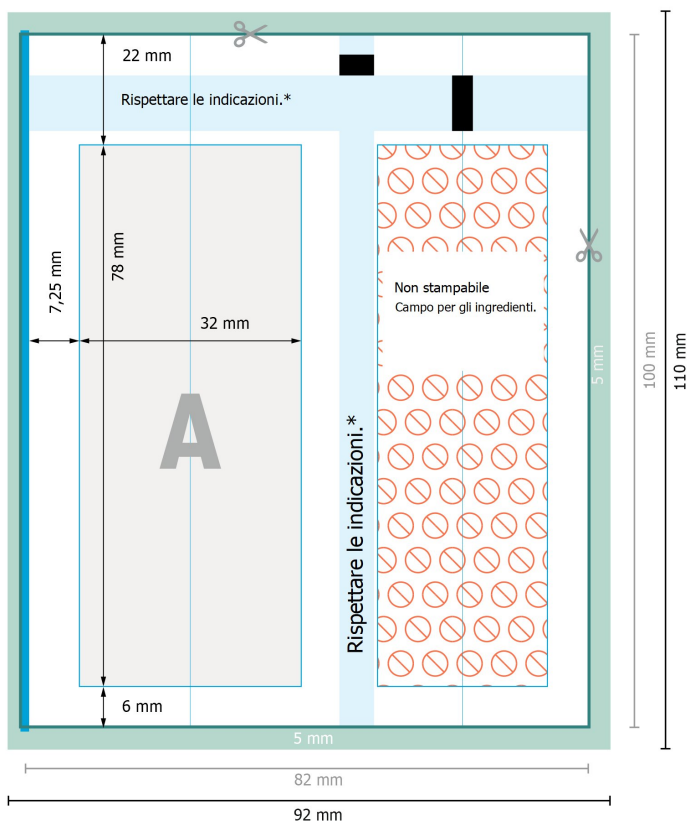 22 mm
Rispettare le indicazioni.*
78 mm
7,25 mm
32 mm
A
6 mm
Rispettare le indicazioni.*
Non stampabile
Campo per gli ingredienti.
5 mm
5 mm
100 mm
110 mm
82 mm
92 mm